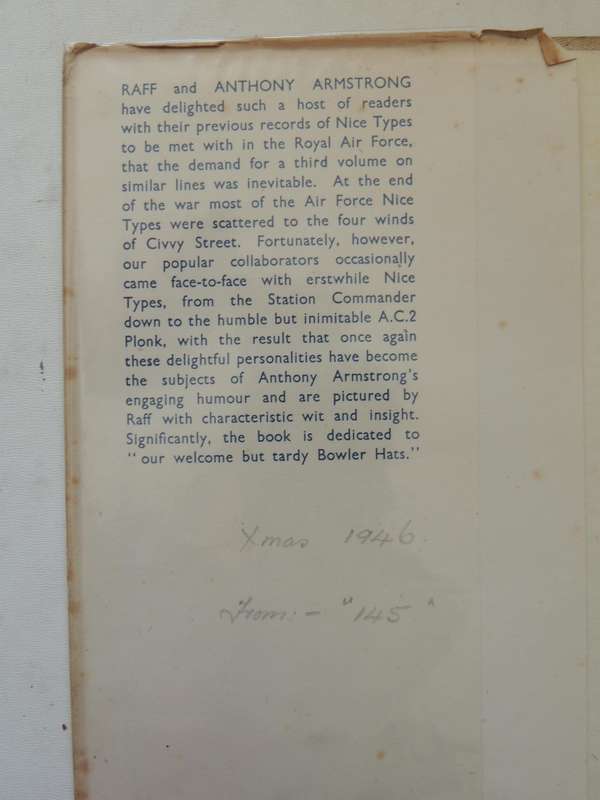 RAFF and ANTHONY ARMSTRONG
have delighted such a host of readers
with their previous records of Nice Types
to be met with in the Royal Air Force,
that the demand for a third volume on
similar lines was inevitable. At the end
of the war most of the Air Force Nice
Types were scattered to the four winds
of Civvy Street. Fortunately, however,
our popular collaborators occasionally
came face-to-face with erstwhile Nice
Types, from the Station Commander
down to the humble but inimitable A.C.2
Plonk, with the result that once again
these delightful personalities have become
the subjects of Anthony Armstrong's
engaging humour and are pictured by
Raff with characteristic wit and insight.
Significantly, the book is dedicated to
"our welcome but tardy Bowler Hats."
Xmas 1946.
From:- "145"